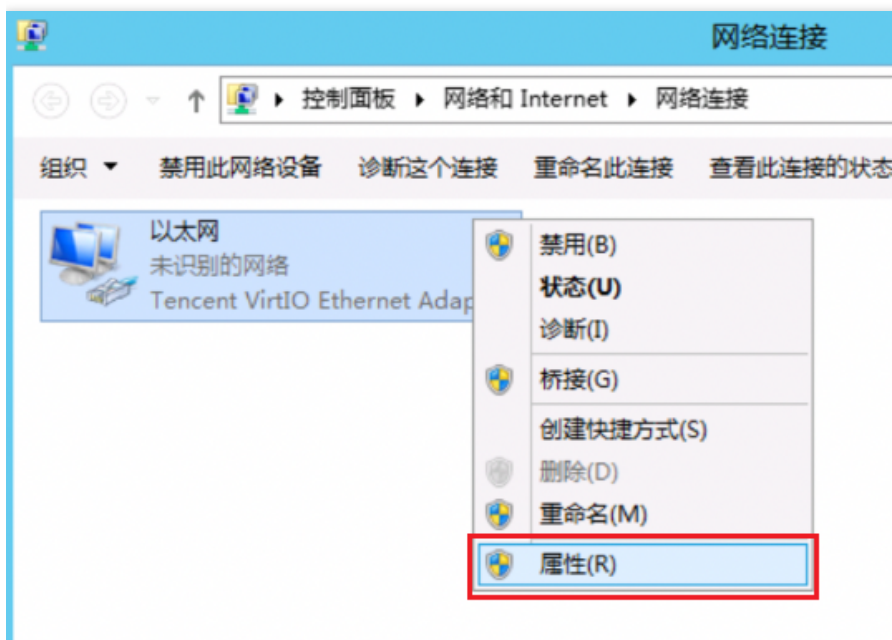 网络连接
控制面板 网络和 Internet 网络连接
组织 禁用此网络设备 诊断这个连接 重命名此连接 查看此连接的状态
以太网
未识别的网络
Tencent VirtIO Ethernet Adap
禁用(B)
状态(U)
诊断(I)
桥接(G)
创建快捷方式(S)
删除(D)
重命名(M)
属性(R)